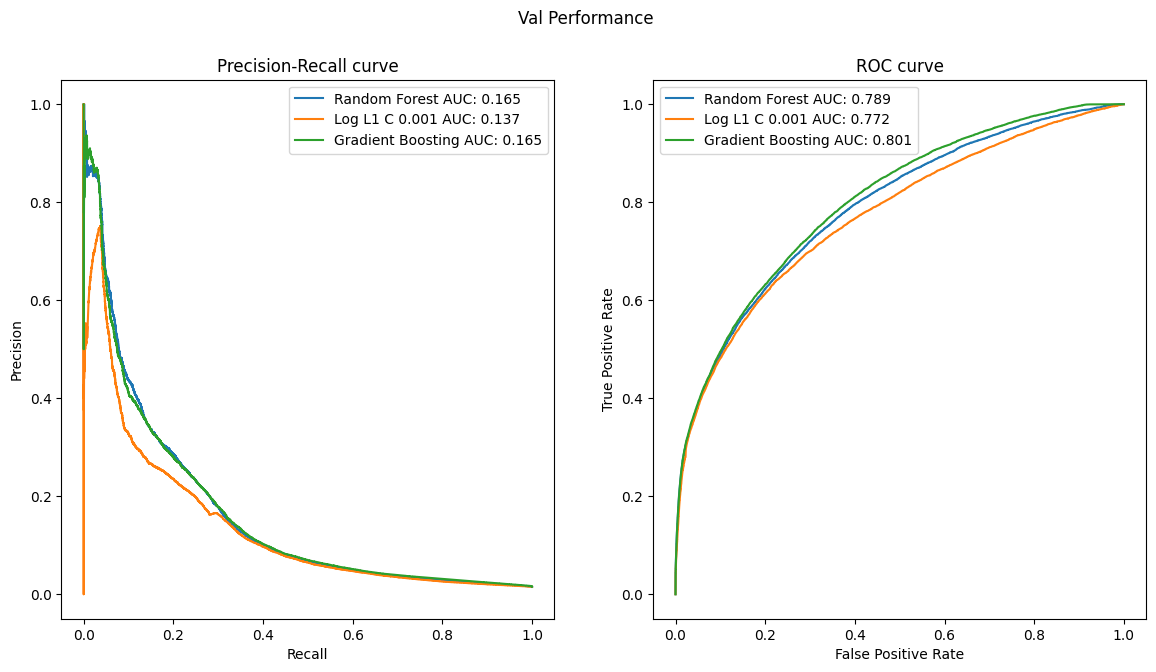 Val Performance
Precision-Recall curve
Random Forest AUC: 0.165
Log L1 C 0.001 AUC: 0.137
Gradient Boosting AUC: 0.165
1.0
0.8
0.6
0.4
0.2
0.0
Precision
0.0 0.2 0.4 0.6 0.8 1.0
Recall
ROC curve
Random Forest AUC: 0.789
Log L1 C 0.001 AUC: 0.772
Gradient Boosting AUC: 0.801
1.0
0.8
0.6
0.4
0.2
0.0
True Positive Rate
0.0 0.2 0.4 0.6 0.8 1.0
False Positive Rate